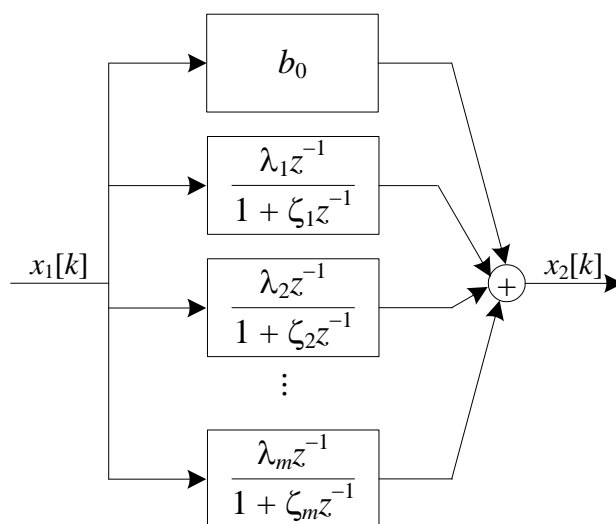 b₀
λ₁z⁻¹
1 + ζ₁z⁻¹
x₁[k]
x₂[k]
+
λ₂z⁻¹
1 + ζ₂z⁻¹
⋮
λₘz⁻¹
1 + ζₘz⁻¹